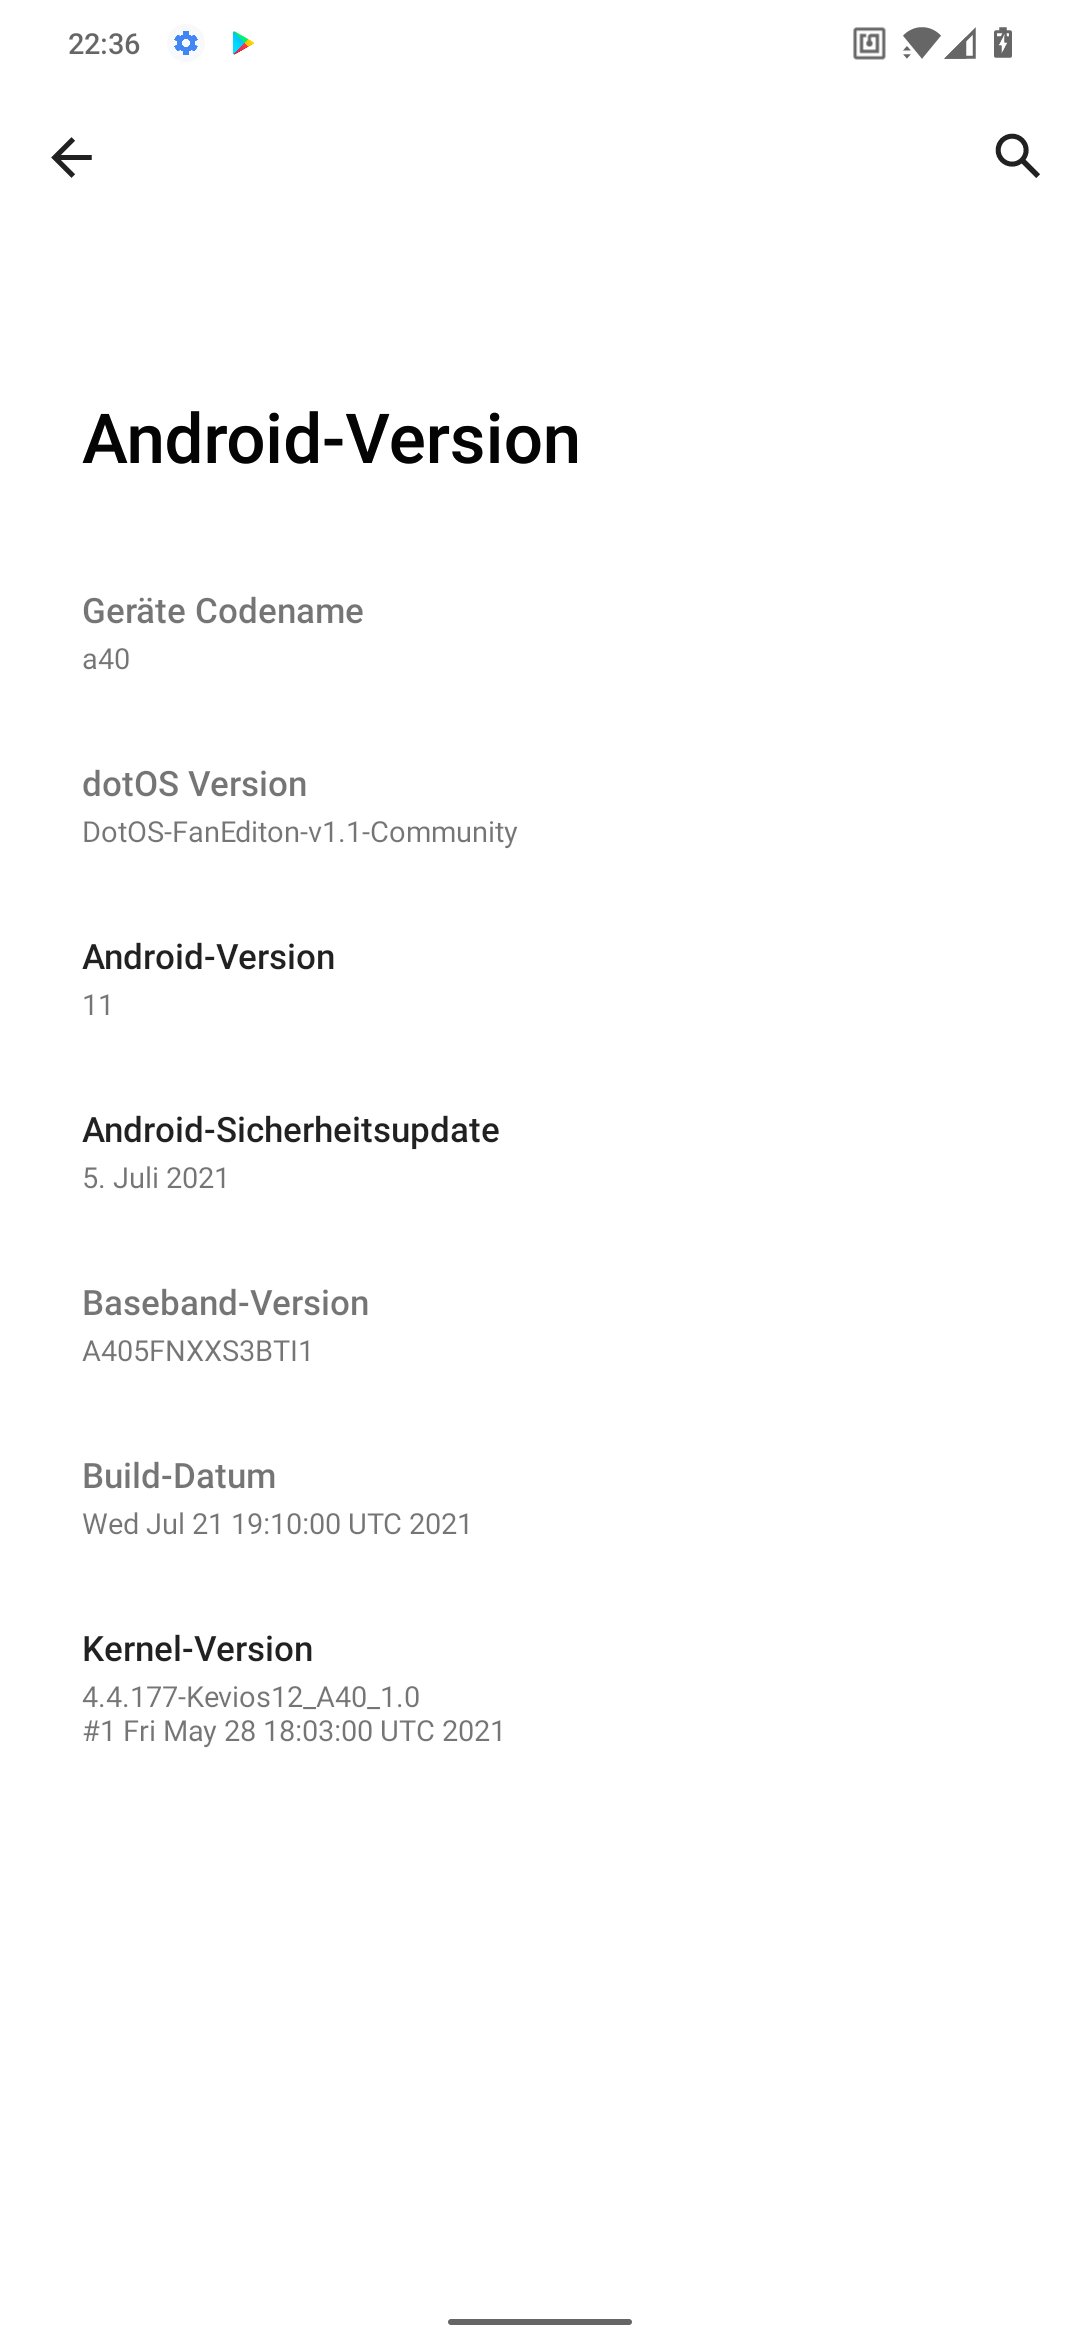 22:36
Android-Version
Geräte Codename
a40
dotOS Version
DotOS-FanEditon-v1.1-Community
Android-Version
11
Android-Sicherheitsupdate
5. Juli 2021
Baseband-Version
A405FNXXS3BTI1
Build-Datum
Wed Jul 21 19:10:00 UTC 2021
Kernel-Version
4.4.177-Kevios12_A40_1.0
#1 Fri May 28 18:03:00 UTC 2021